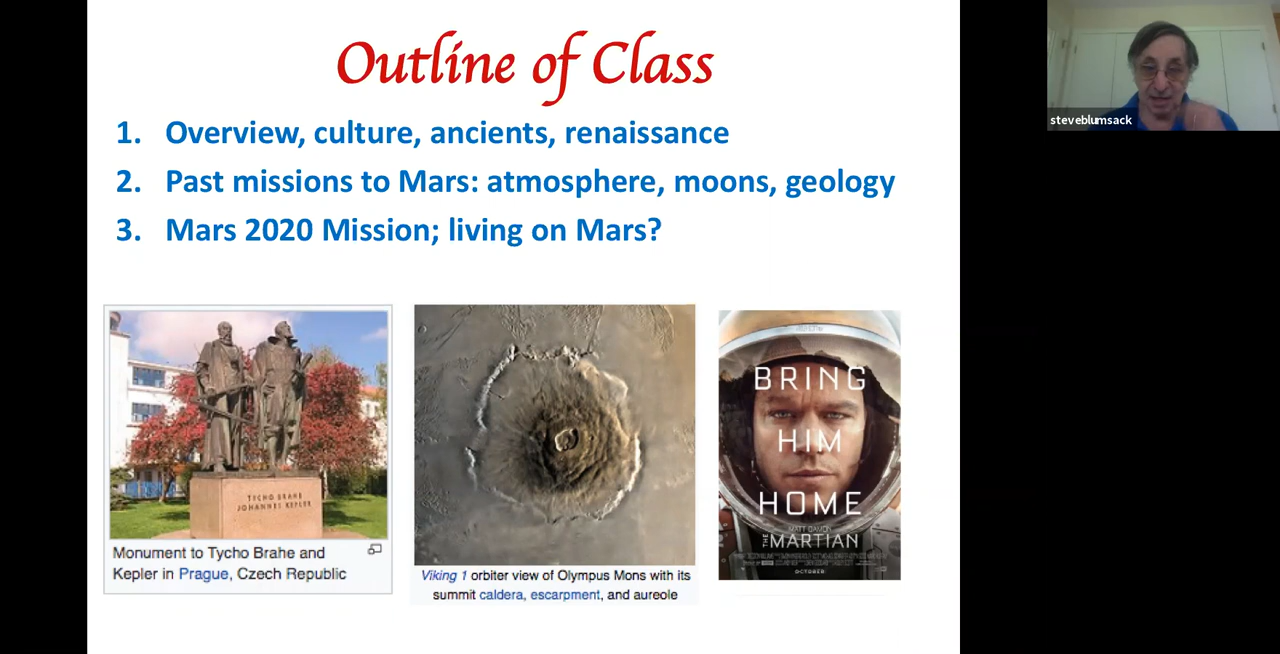 Outline of Class
1. Overview, culture, ancients, renaissance
2. Past missions to Mars: atmosphere, moons, geology
3. Mars 2020 Mission; living on Mars?
TYCHO BRAHE
JOHANNES KEPLER
Monument to Tycho Brahe and
Kepler in Prague, Czech Republic
Viking 1 orbiter view of Olympus Mons with its
summit caldera, escarpment, and aureole
BRING
HIM
HOME
MATT DAMON
THE MARTIAN
OCTOBER
steveblumsack